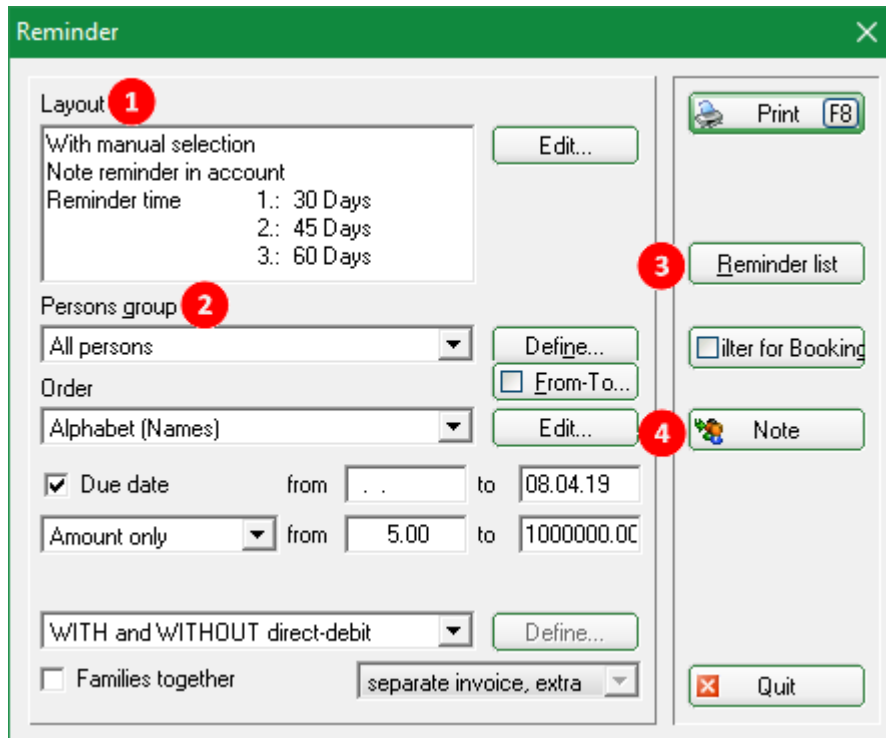 Reminder
Layout 1
With manual selection
Note reminder in account
Reminder time 1.: 30 Days
2.: 45 Days
3.: 60 Days
Edit...
Persons group 2
All persons
Define...
From-To...
Order
Alphabet (Names)
Edit...
Due date from . . to 08.04.19
Amount only from 5.00 to 1000000.00
WITH and WITHOUT direct-debit
Define...
Families together
separate invoice, extra
Print F8
3 Reminder list
ilter for Booking
4 Note
Quit